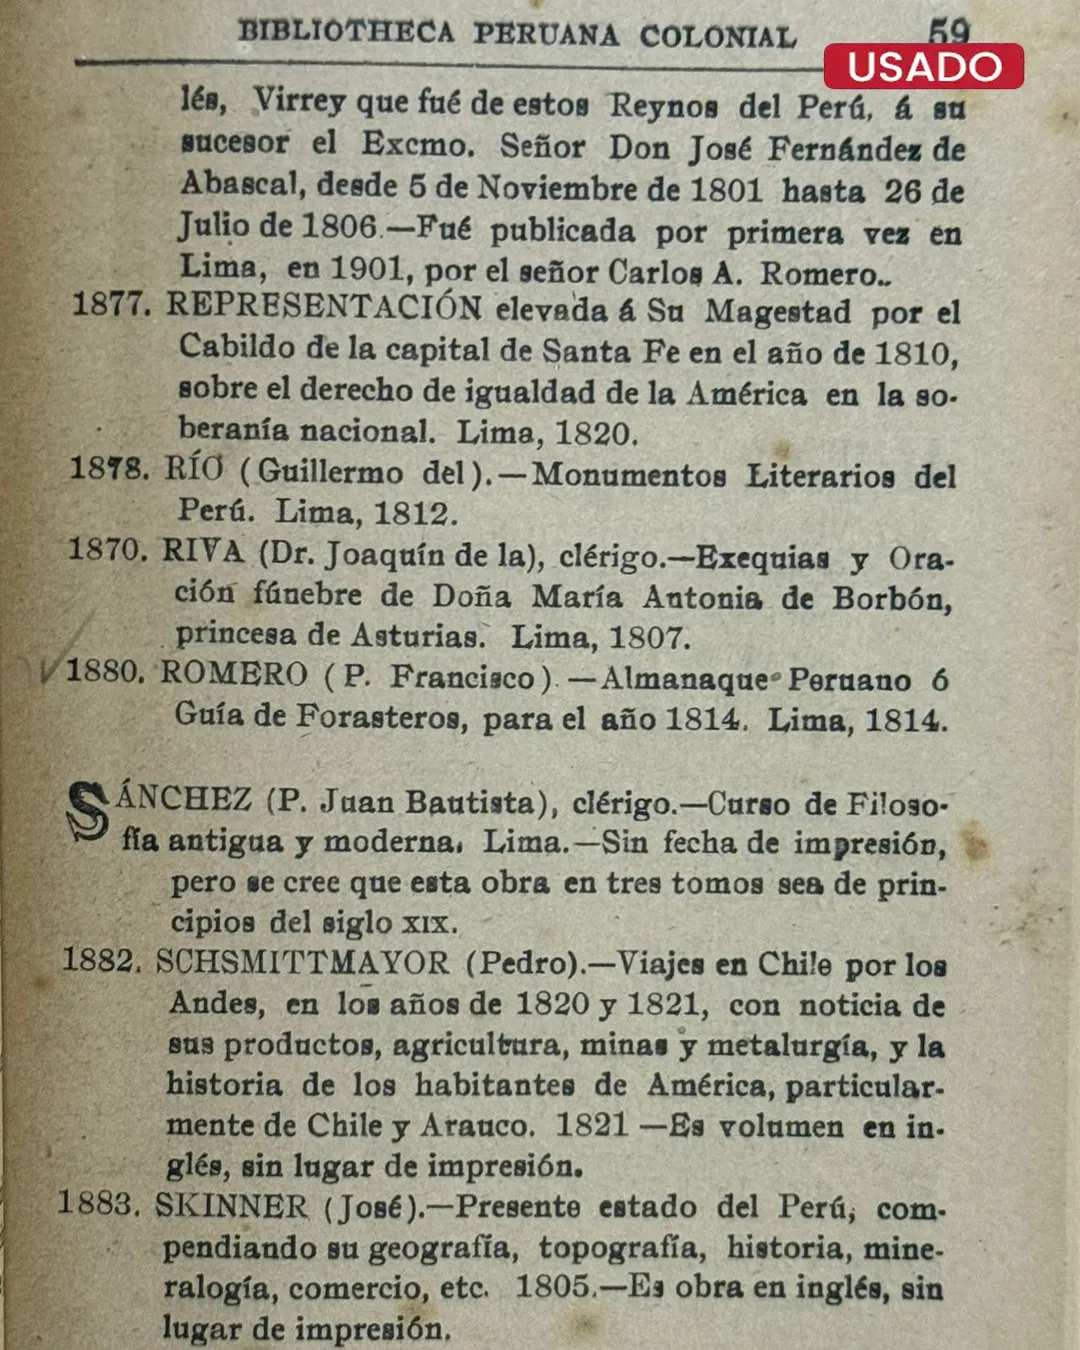 BIBLIOTHECA PERUANA COLONIAL 59
USADO
lés, Virrey que fué de estos Reynos del Perú, á su
sucesor el Excmo. Señor Don José Fernández de
Abascal, desde 5 de Noviembre de 1801 hasta 26 de
Julio de 1806.—Fué publicada por primera vez en
Lima, en 1901, por el señor Carlos A. Romero..
1877. REPRESENTACIÓN elevada á Su Magestad por el
Cabildo de la capital de Santa Fe en el año de 1810,
sobre el derecho de igualdad de la América en la so-
beranía nacional. Lima, 1820.
1878. RÍO (Guillermo del).—Monumentos Literarios del
Perú. Lima, 1812.
1870. RIVA (Dr. Joaquín de la), clérigo.—Exequias y Ora-
ción fúnebre de Doña María Antonia de Borbón,
princesa de Asturias. Lima, 1807.
1880. ROMERO (P. Francisco).—Almanaque Peruano ó
Guía de Forasteros, para el año 1814. Lima, 1814.
SÁNCHEZ (P. Juan Bautista), clérigo.—Curso de Filoso-
fía antigua y moderna. Lima.—Sin fecha de impresión,
pero se cree que esta obra en tres tomos sea de prin-
cipios del siglo XIX.
1882. SCHSMITTMAYOR (Pedro).—Viajes en Chile por los
Andes, en los años de 1820 y 1821, con noticia de
sus productos, agricultura, minas y metalurgía, y la
historia de los habitantes de América, particular-
mente de Chile y Arauco. 1821—Es volumen en in-
glés, sin lugar de impresión.
1883. SKINNER (José).—Presente estado del Perú, com-
pendiando su geografía, topografía, historia, mine-
ralogía, comercio, etc. 1805.—Es obra en inglés, sin
lugar de impresión.